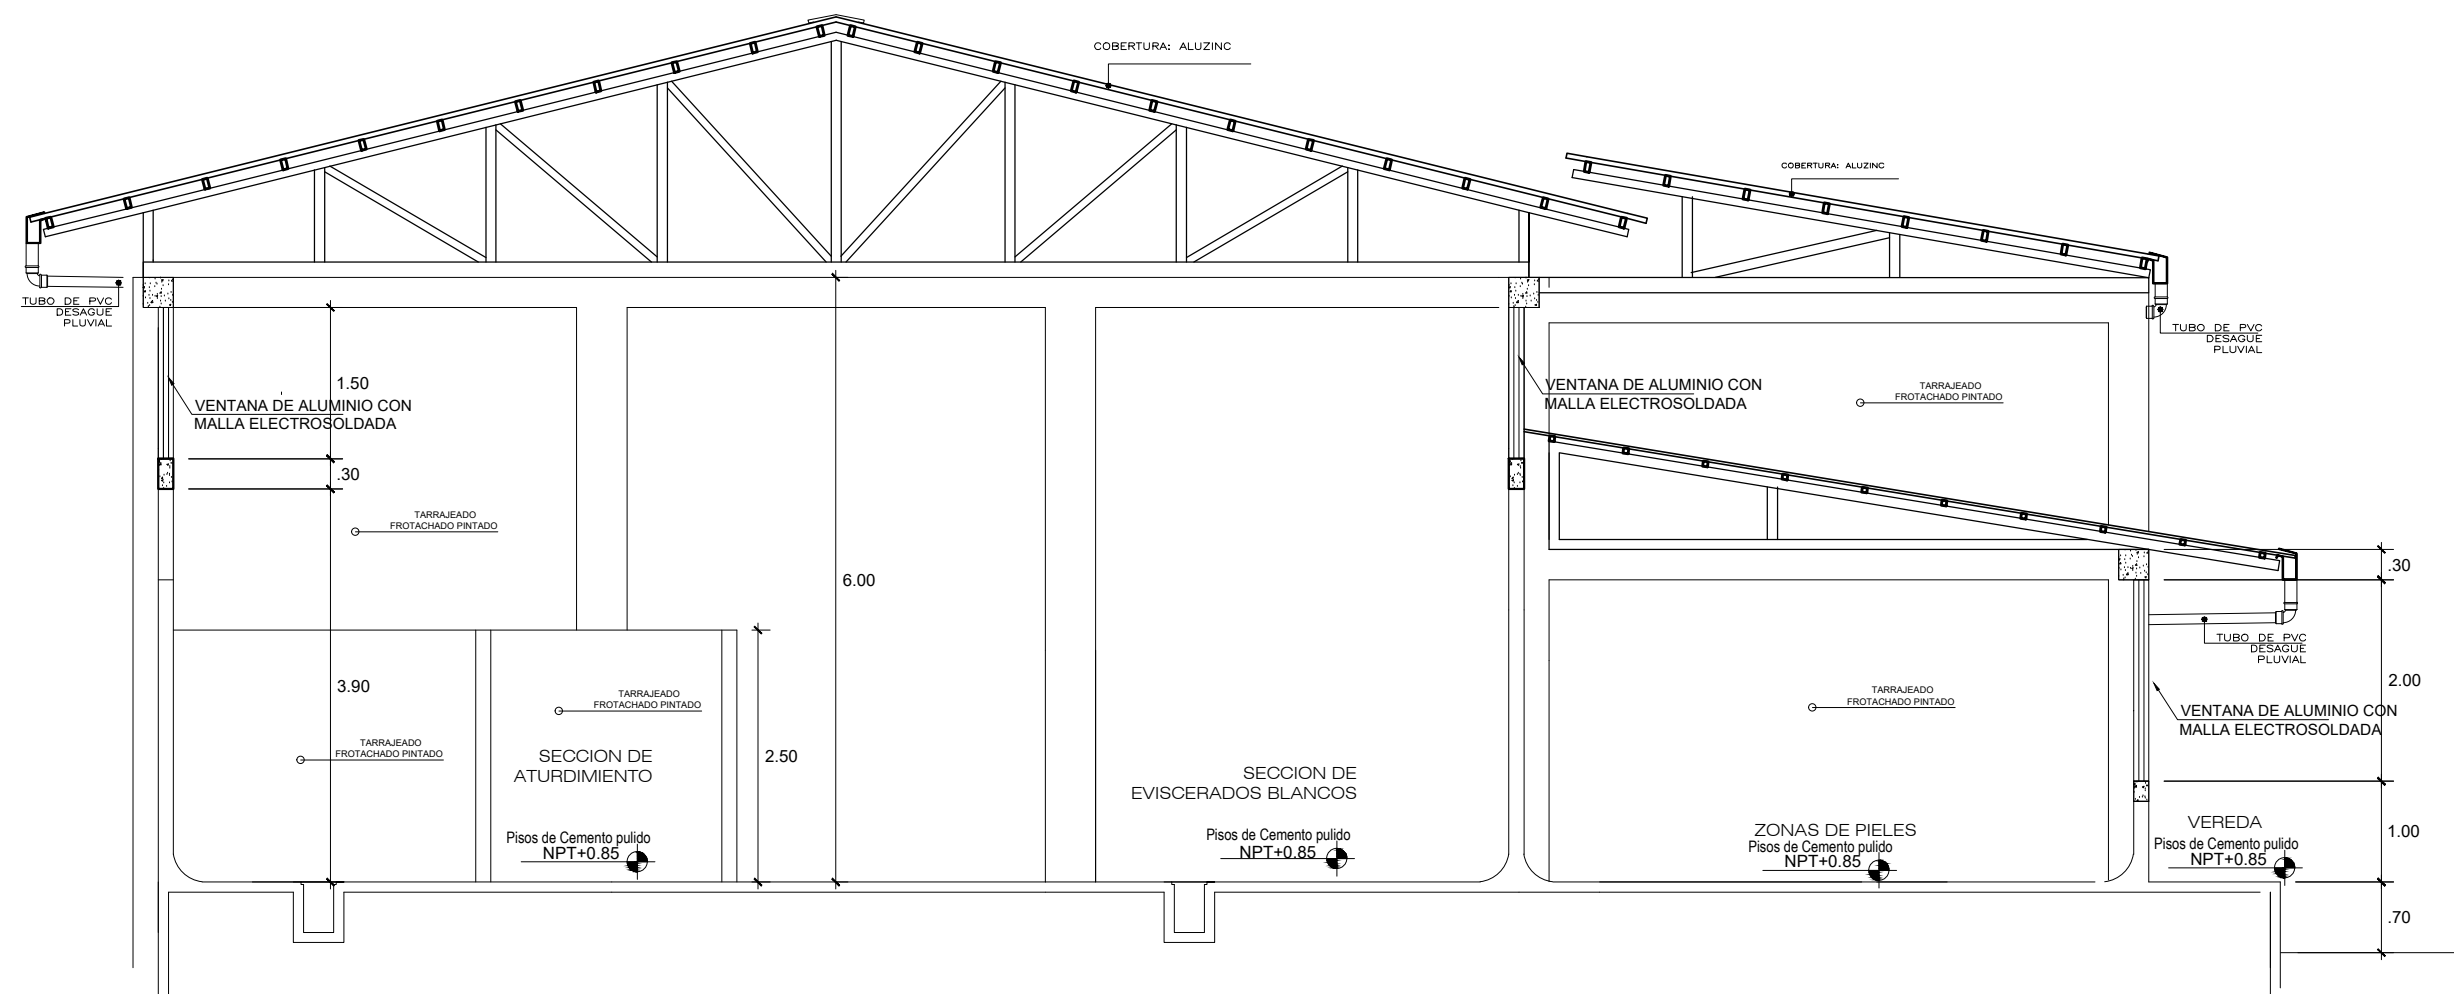 COBERTURA: ALUZINC
COBERTURA: ALUZINC
TUBO DE PVC
DESAGUE
PLUVIAL
TUBO DE PVC
DESAGUE
PLUVIAL
1.50
VENTANA DE ALUMINIO CON
MALLA ELECTROSOLDADA
VENTANA DE ALUMINIO CON
MALLA ELECTROSOLDADA
TARRAJEADO
FROTACHADO PINTADO
.30
TARRAJEADO
FROTACHADO PINTADO
6.00
.30
TUBO DE PVC
DESAGUE
PLUVIAL
3.90
TARRAJEADO
FROTACHADO PINTADO
TARRAJEADO
FROTACHADO PINTADO
2.00
VENTANA DE ALUMINIO CON
MALLA ELECTROSOLDADA
TARRAJEADO
FROTACHADO PINTADO
SECCION DE
ATURDIMIENTO
2.50
SECCION DE
EVISCERADOS BLANCOS
Pisos de Cemento pulido
NPT+0.85
Pisos de Cemento pulido
NPT+0.85
ZONAS DE PIELES
Pisos de Cemento pulido
NPT+0.85
VEREDA
Pisos de Cemento pulido
NPT+0.85
1.00
.70